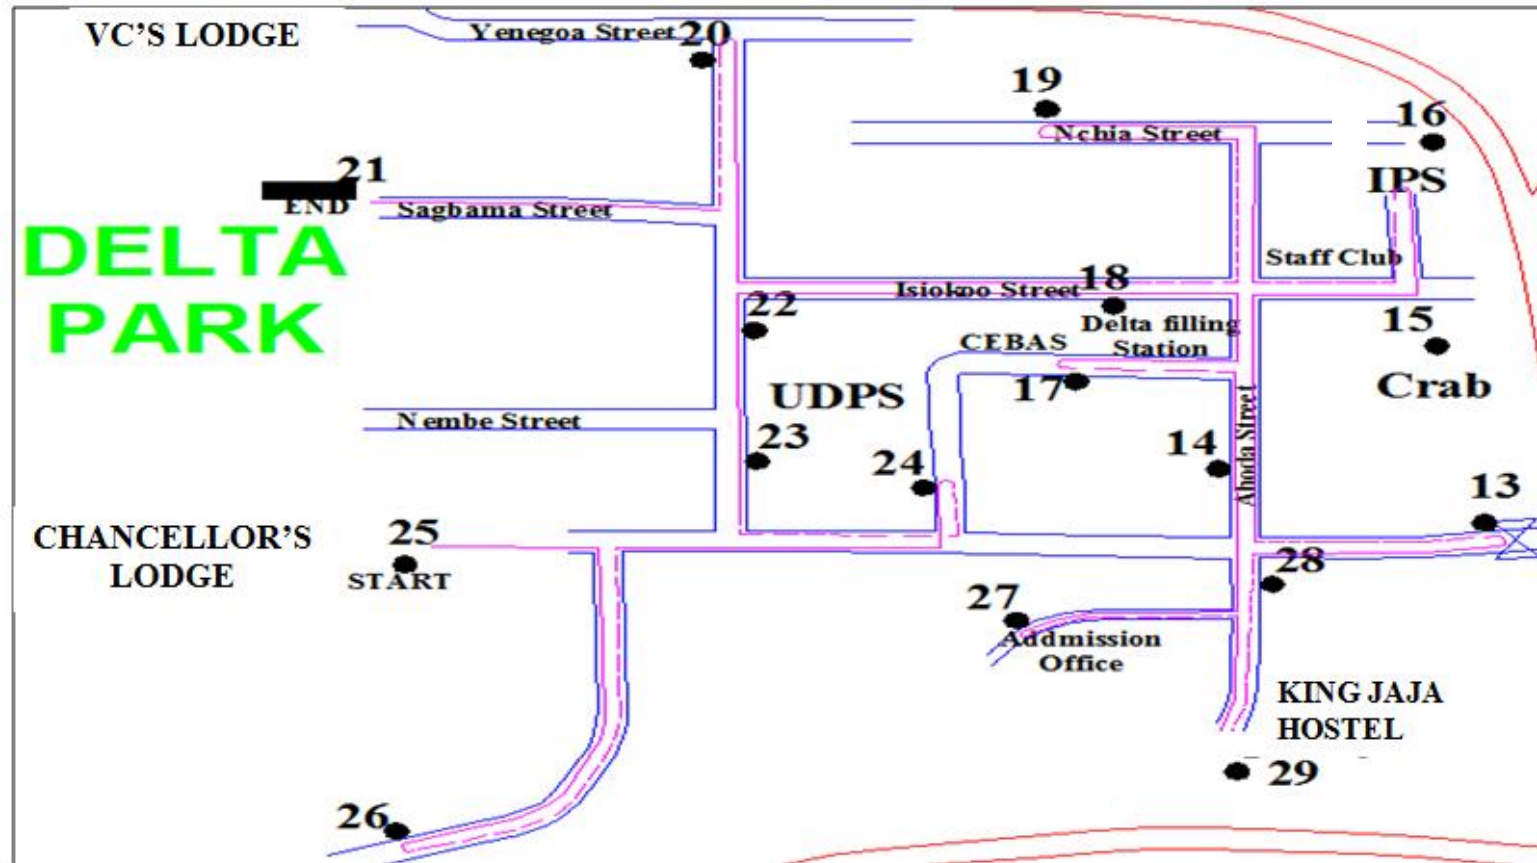 VC'S LODGE
Yenegoa Street
20
19
16
IPS
21
END
Sagbama Street
Nchia Street
DELTA
PARK
Staff Club
18
Isiokoo Street
22
Delta filling
Station
15
Crab
CEBAS
17
UDPS
Nembe Street
23
24
14
Aboda Street
13
CHANCELLOR'S
LODGE
25
START
28
27
Addmission
Office
KING JAJA
HOSTEL
29
26